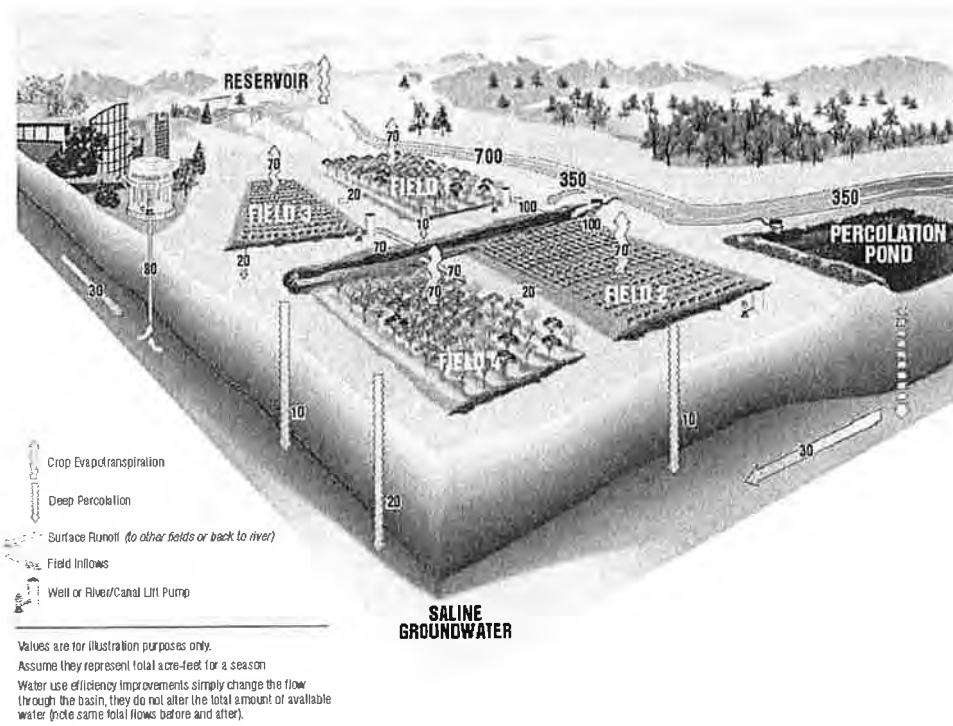 RESERVOIR
70
700
70
FIELD 1
350
20
350
FIELD 3
10
100
100
70
70
PERCOLATION
POND
20
70
80
70
20
FIELD 2
30
FIELD 4
10
10
30
20
Crop Evapotranspiration
Deep Percolation
Surface Runoff (to other fields or back to river)
Field Inflows
Well or River/Canal Lift Pump
SALINE
GROUNDWATER
Values are for illustration purposes only.
Assume they represent total acre-feet for a season
Water use efficiency improvements simply change the flow
through the basin, they do not alter the total amount of available
water (note same total flows before and after).